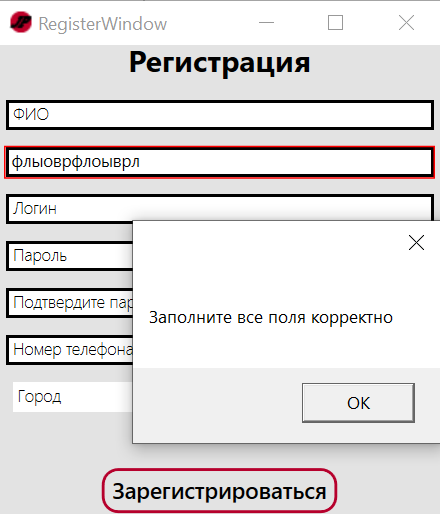 RegisterWindow
Регистрация
ФИО
флыоврфлоыврл
Логин
Пароль
Подтвердите пар
Номер телефона
Город
Заполните все поля корректно
OK
Зарегистрироваться